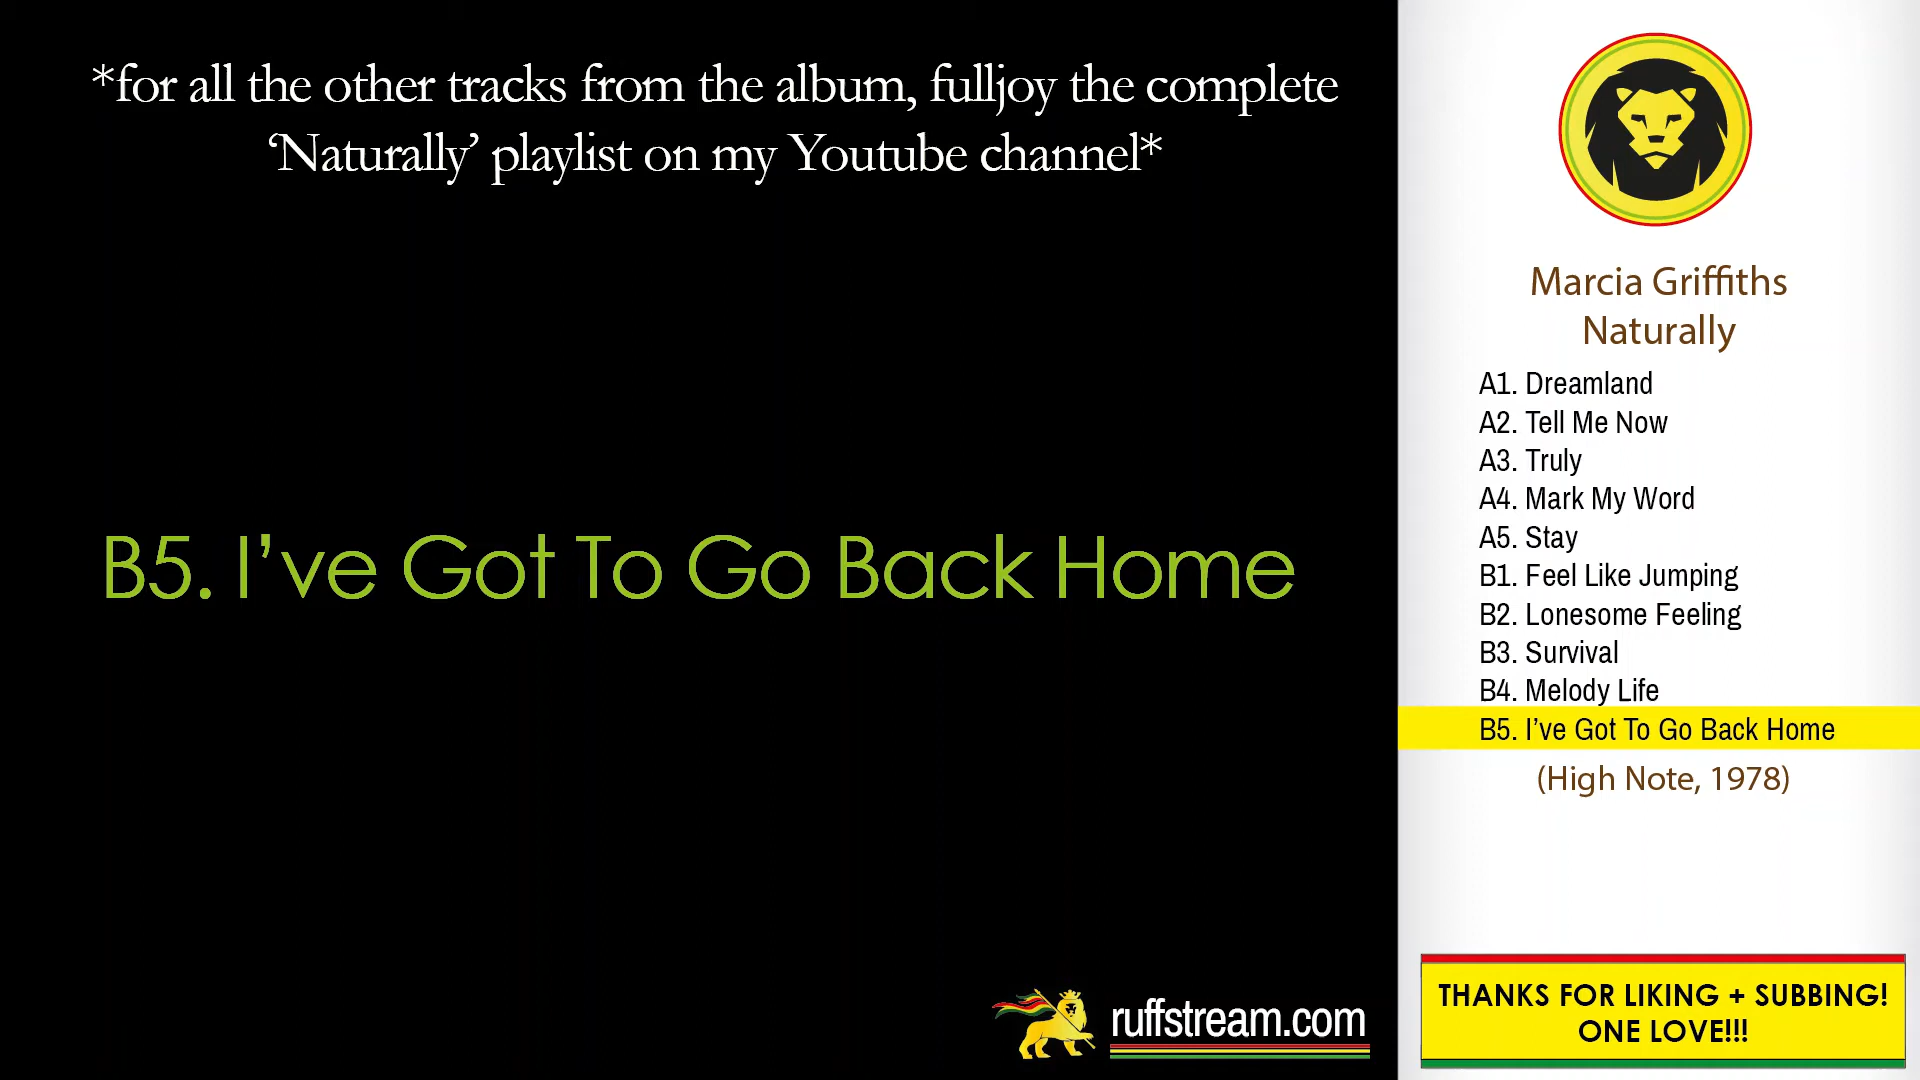 *for all the other tracks from the album, fulljoy the complete
‘Naturally’ playlist on my Youtube channel*
B5. I’ve Got To Go Back Home
ruffstream.com
Marcia Griffiths
Naturally
A1. Dreamland
A2. Tell Me Now
A3. Truly
A4. Mark My Word
A5. Stay
B1. Feel Like Jumping
B2. Lonesome Feeling
B3. Survival
B4. Melody Life
B5. I’ve Got To Go Back Home
(High Note, 1978)
THANKS FOR LIKING + SUBBING!
ONE LOVE!!!